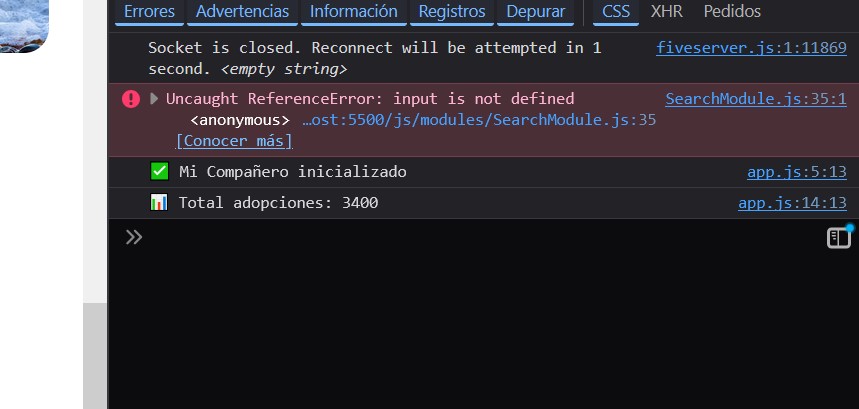 Errores Advertencias Información Registros Depurar CSS XHR Pedidos
Socket is closed. Reconnect will be attempted in 1 fiveserver.js:1:11869
second. <empty string>
Uncaught ReferenceError: input is not defined SearchModule.js:35:1
<anonymous> …ost:5500/js/modules/SearchModule.js:35
[Conocer más]
Mi Compañero inicializado app.js:5:13
Total adopciones: 3400 app.js:14:13